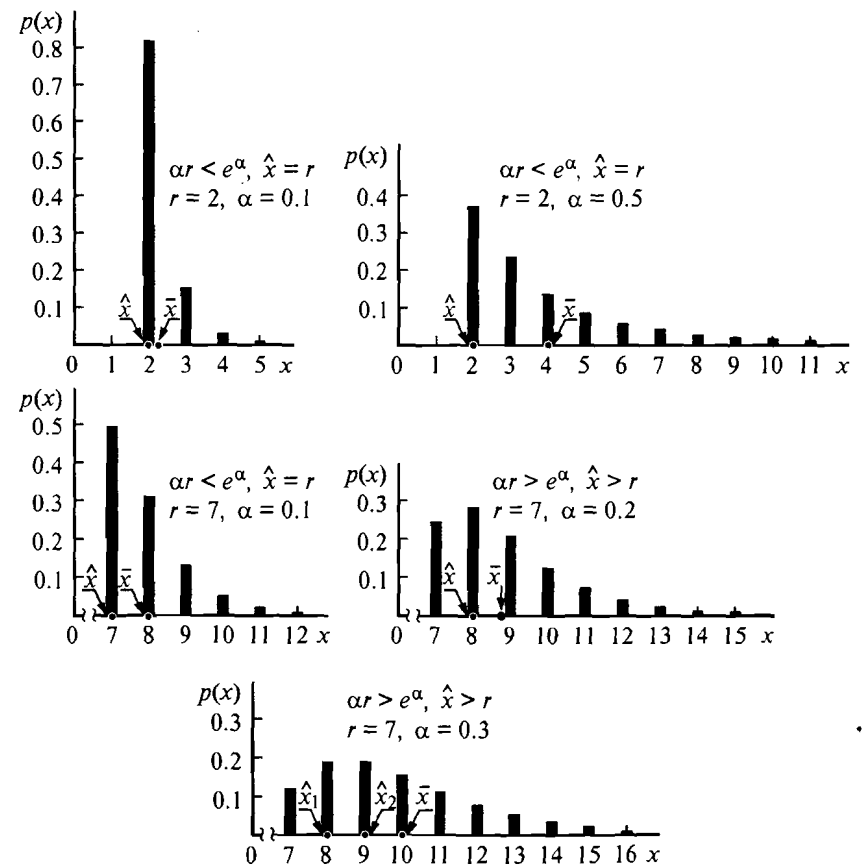 p(x)
0.8
0.7
0.6
0.5
0.4
0.3
0.2
0.1
αr < e^α, x̂ = r
r = 2, α = 0.1
x̂ x̄
0 1 2 3 4 5 x
p(x)
0.4
0.3
0.2
0.1
αr < e^α, x̂ = r
r = 2, α = 0.5
x̂ x̄
0 1 2 3 4 5 6 7 8 9 10 11 x
p(x)
0.5
0.4
0.3
0.2
0.1
αr < e^α, x̂ = r
r = 7, α = 0.1
x̂ x̄
0 7 8 9 10 11 12 x
p(x)
0.3
0.2
0.1
αr > e^α, x̂ > r
r = 7, α = 0.2
x̂ x̄
0 7 8 9 10 11 12 13 14 15 x
p(x)
0.3
0.2
0.1
αr > e^α, x̂ > r
r = 7, α = 0.3
x̂₁ x̂₂ x̄
0 7 8 9 10 11 12 13 14 15 16 x